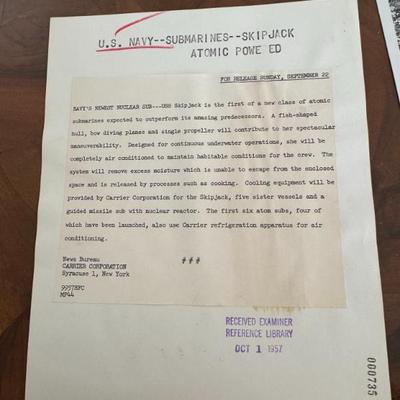 U.S. NAVY--SUBMARINES--SKIPJACK
ATOMIC POWE ED
FOR RELEASE SUNDAY, SEPTEMBER 22
NAVY'S NEWEST NUCLEAR SUB---USS Skipjack is the first of a new class of atomic
submarines expected to outperform its amazing predecessors. A fish-shaped
hull, bow diving planes and single propeller will contribute to her spectacular
maneuverability. Designed for continuous underwater operations, she will be
completely air conditioned to maintain habitable conditions for the crew. The
system will remove excess moisture which is unable to escape from the enclosed
space and is released by processes such as cooking. Cooling equipment will be
provided by Carrier Corporation for the Skipjack, five sister vessels and a
guided missile sub with nuclear reactor. The first six atom subs, four of
which have been launched, also use Carrier refrigeration apparatus for air
conditioning.
News Bureau
CARRIER CORPORATION
Syracuse 1, New York
###
9957EPC
MP44
RECEIVED EXAMINER
REFERENCE LIBRARY
OCT 1 1957
000735